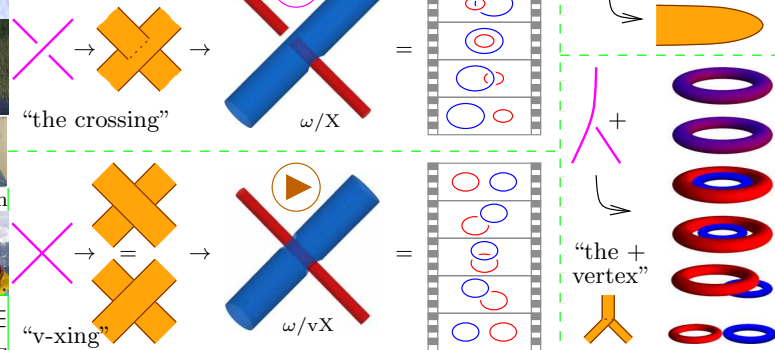 +
→ → =
“the crossing”
ω/X
→ = → =
“the +
vertex”
ω/vX
“v-xing”